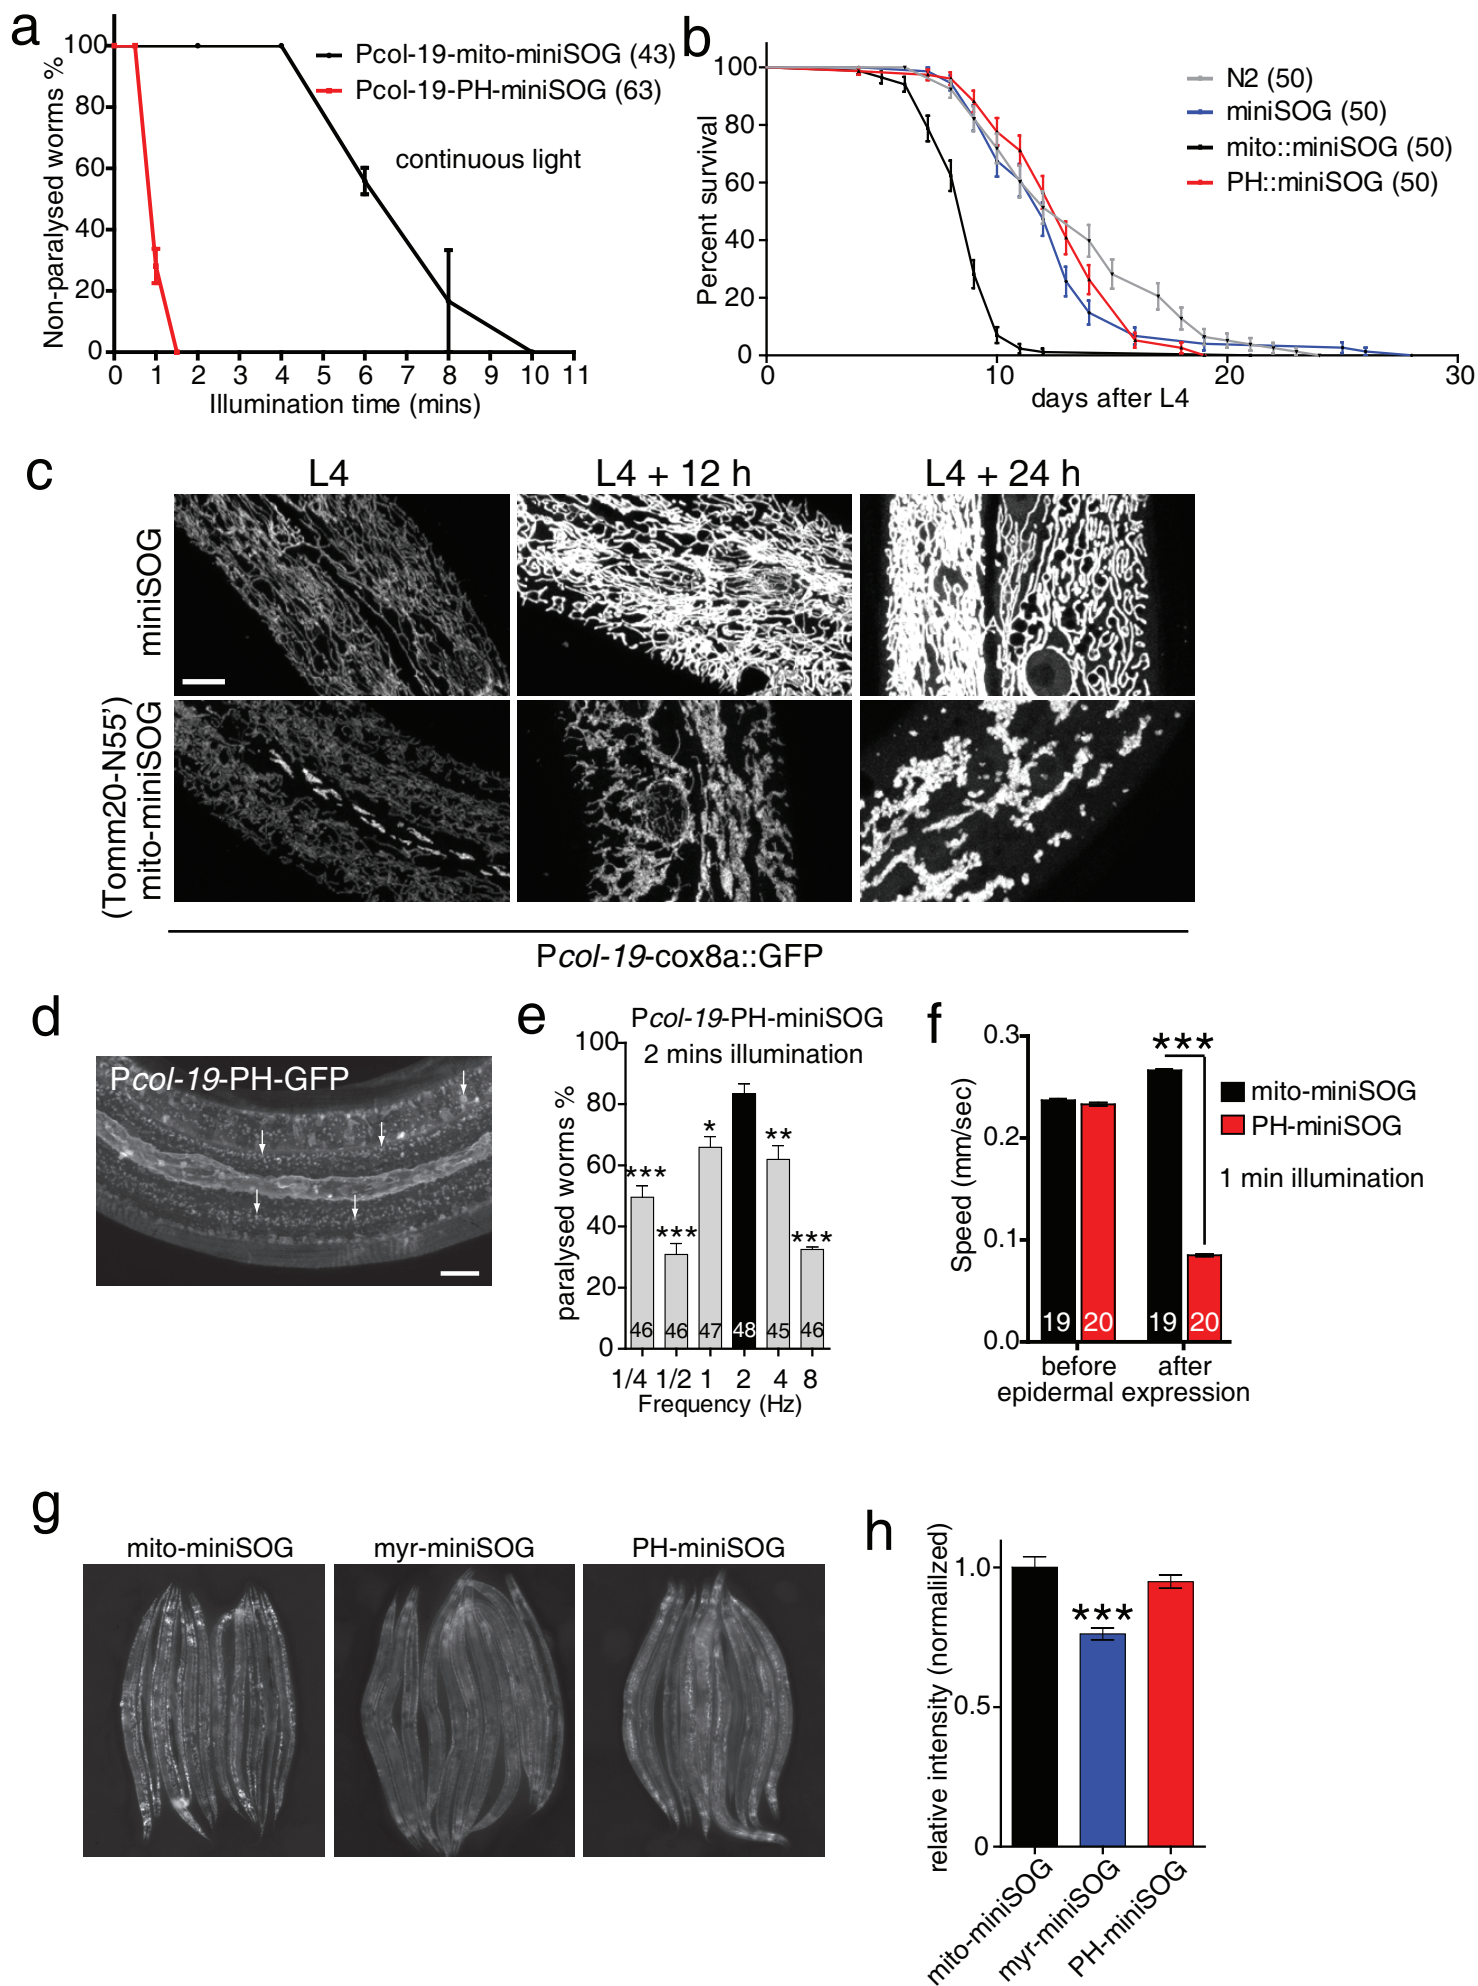 a
Non-paralysed worms %
100
80
60
40
20
0
0 1 2 3 4 5 6 7 8 9 10 11
Illumination time (mins)
Pcol-19-mito-miniSOG (43)
Pcol-19-PH-miniSOG (63)
continuous light
b
Percent survival
100
80
60
40
20
0
0 10 20 30
days after L4
N2 (50)
miniSOG (50)
mito::miniSOG (50)
PH::miniSOG (50)
c
L4 L4 + 12 h L4 + 24 h
miniSOG
(Tomm20-N55')
mito-miniSOG
Pcol-19-cox8a::GFP
d
Pcol-19-PH-GFP
e
Pcol-19-PH-miniSOG
2 mins illumination
paralysed worms %
100
80
60
40
20
0
*** *** * ** ***
46 46 47 48 45 46
1/4 1/2 1 2 4 8
Frequency (Hz)
f
Speed (mm/sec)
0.3
0.2
0.1
0.0
***
mito-miniSOG
PH-miniSOG
1 min illumination
19 20 19 20
before after
epidermal expression
g
mito-miniSOG myr-miniSOG PH-miniSOG
h
relative intensity (normalilzed)
1.0
0.5
0
***
mito-miniSOG
myr-miniSOG
PH-miniSOG